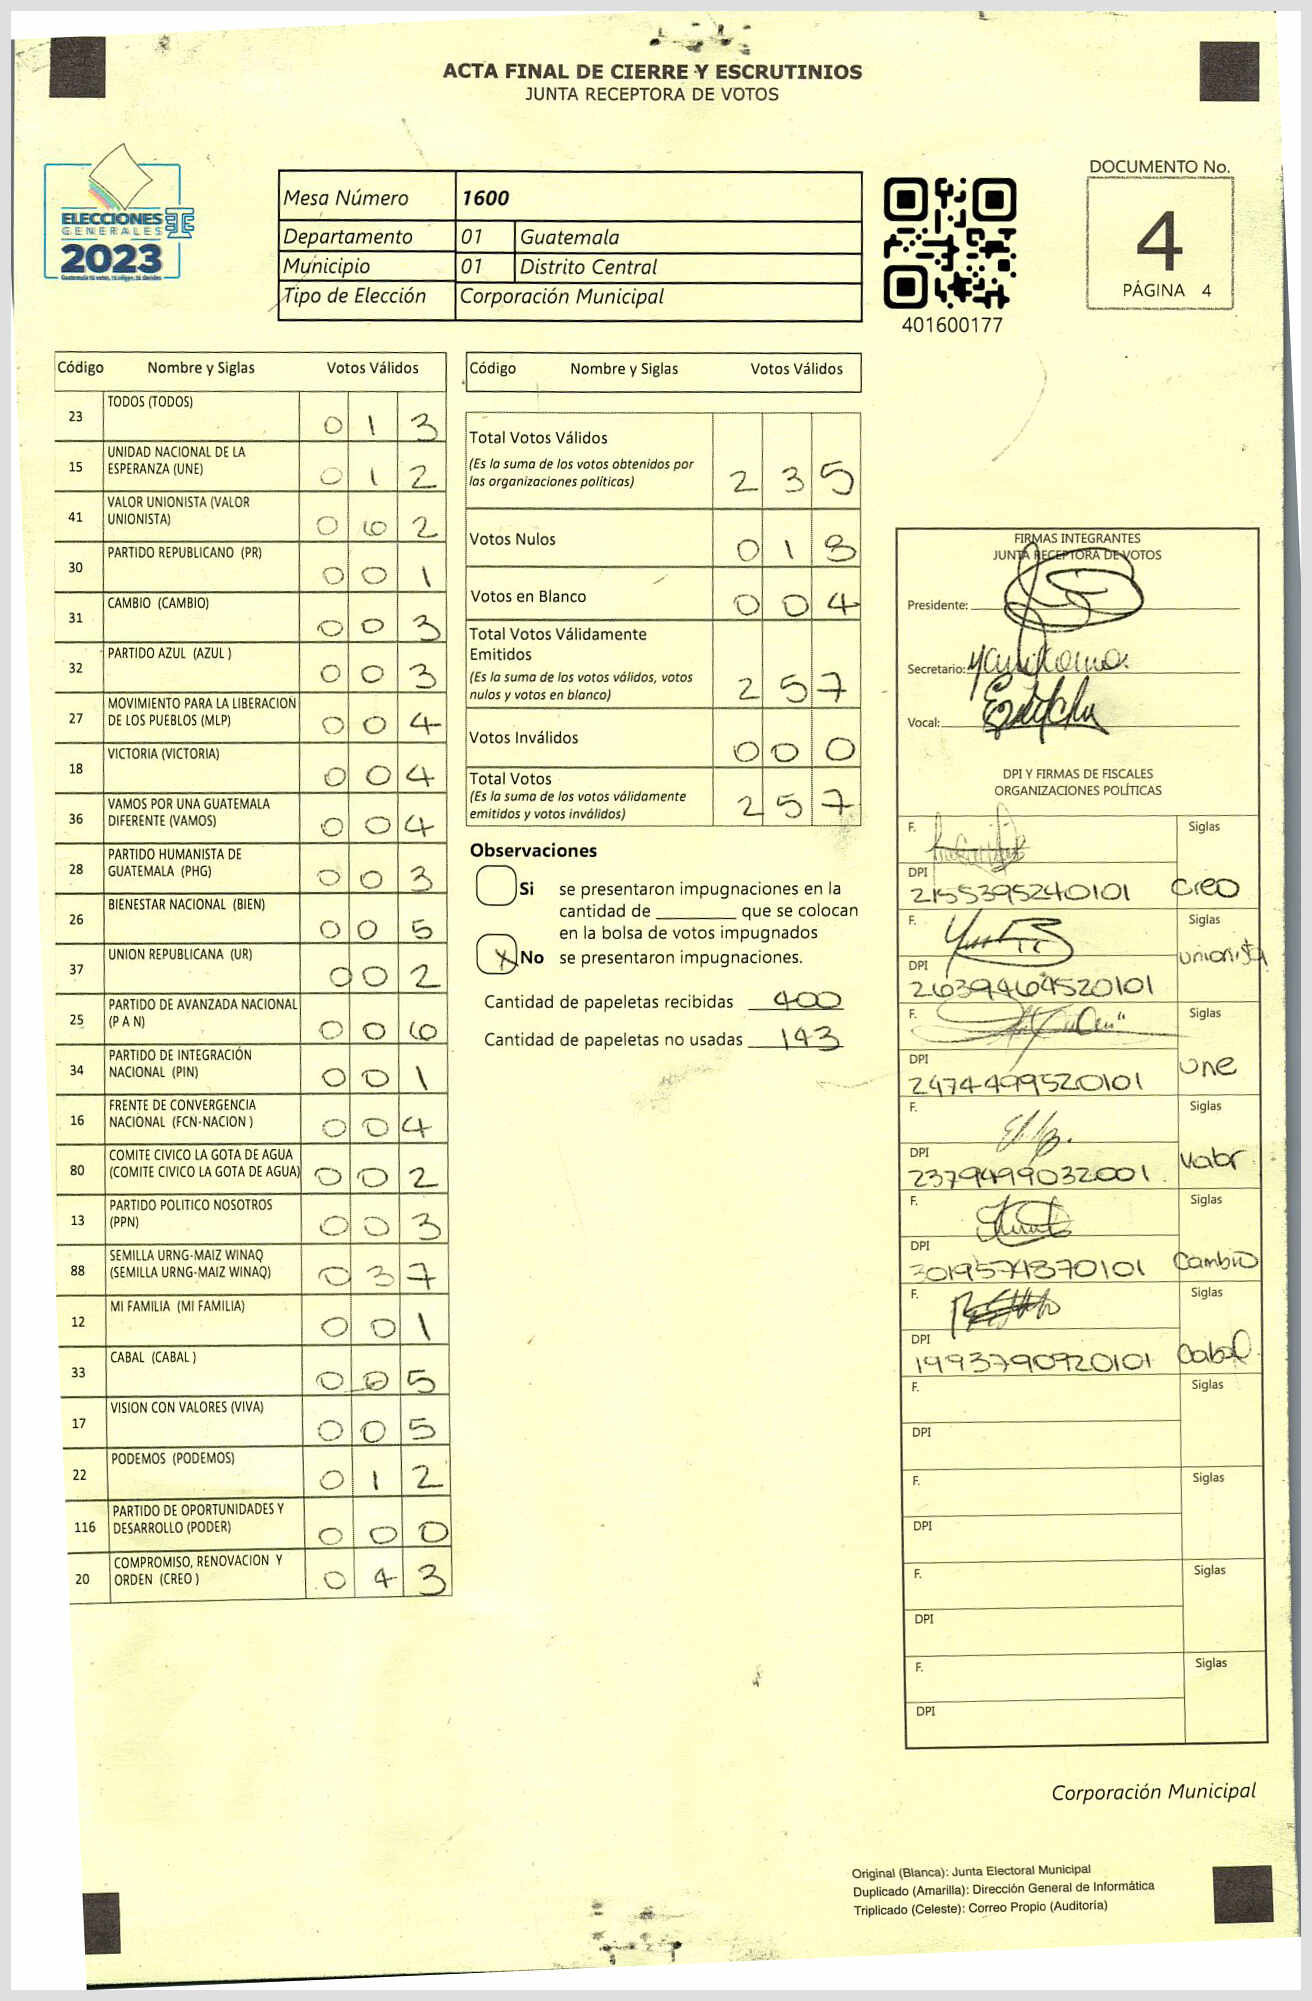 ACTA FINAL DE CIERRE Y ESCRUTINIOS
JUNTA RECEPTORA DE VOTOS
ELECCIONES
GENERALES
2023
Mesa Número 1600
Departamento 01 Guatemala
Municipio 01 Distrito Central
Tipo de Elección Corporación Municipal
401600177
DOCUMENTO No.
4
PÁGINA 4
Código Nombre y Siglas Votos Válidos
23 TODOS (TODOS) 0 1 3
15 UNIDAD NACIONAL DE LA
ESPERANZA (UNE) 0 1 2
41 VALOR UNIONISTA (VALOR
UNIONISTA) 0 6 2
30 PARTIDO REPUBLICANO (PR) 0 0 1
31 CAMBIO (CAMBIO) 0 0 3
32 PARTIDO AZUL (AZUL ) 0 0 3
27 MOVIMIENTO PARA LA LIBERACION
DE LOS PUEBLOS (MLP) 0 0 4
18 VICTORIA (VICTORIA) 0 0 4
36 VAMOS POR UNA GUATEMALA
DIFERENTE (VAMOS) 0 0 4
28 PARTIDO HUMANISTA DE
GUATEMALA (PHG) 0 0 3
26 BIENESTAR NACIONAL (BIEN) 0 0 5
37 UNION REPUBLICANA (UR) 0 0 2
25 PARTIDO DE AVANZADA NACIONAL
(P A N) 0 0 6
34 PARTIDO DE INTEGRACIÓN
NACIONAL (PIN) 0 0 1
16 FRENTE DE CONVERGENCIA
NACIONAL (FCN-NACION ) 0 0 4
80 COMITE CIVICO LA GOTA DE AGUA
(COMITE CIVICO LA GOTA DE AGUA) 0 0 2
13 PARTIDO POLITICO NOSOTROS
(PPN) 0 0 3
88 SEMILLA URNG-MAIZ WINAQ
(SEMILLA URNG-MAIZ WINAQ) 0 3 7
12 MI FAMILIA (MI FAMILIA) 0 0 1
33 CABAL (CABAL ) 0 0 5
17 VISION CON VALORES (VIVA) 0 0 5
22 PODEMOS (PODEMOS) 0 1 2
116 PARTIDO DE OPORTUNIDADES Y
DESARROLLO (PODER) 0 0 0
20 COMPROMISO, RENOVACION Y
ORDEN (CREO ) 0 4 3
Código Nombre y Siglas Votos Válidos
Total Votos Válidos
(Es la suma de los votos obtenidos por
las organizaciones políticas) 2 3 5
Votos Nulos 0 1 8
Votos en Blanco 0 0 4
Total Votos Válidamente
Emitidos
(Es la suma de los votos válidos, votos
nulos y votos en blanco) 2 5 7
Votos Inválidos 0 0 0
Total Votos
(Es la suma de los votos válidamente
emitidos y votos inválidos) 2 5 7
Observaciones
Si se presentaron impugnaciones en la
cantidad de ________ que se colocan
en la bolsa de votos impugnados
X No se presentaron impugnaciones.
Cantidad de papeletas recibidas 400
Cantidad de papeletas no usadas 143
FIRMAS INTEGRANTES
JUNTA RECEPTORA DE VOTOS
Presidente:
Secretario:
Vocal:
DPI Y FIRMAS DE FISCALES
ORGANIZACIONES POLÍTICAS
F. Siglas
DPI
2155395240101 creo
F. Siglas
DPI unionista
2639464520101
F. Siglas
DPI une
2474499520101
F. Siglas
DPI valor
2379499032001
F. Siglas
DPI
3019574870101 Cambio
F. Siglas
DPI
1993790920101 Cabal
F. Siglas
DPI
F. Siglas
DPI
F. Siglas
DPI
F. Siglas
DPI
Corporación Municipal
Original (Blanca): Junta Electoral Municipal
Duplicado (Amarilla): Dirección General de Informática
Triplicado (Celeste): Correo Propio (Auditoría)